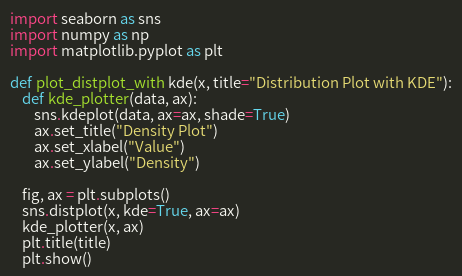 import seaborn as sns
import numpy as np
import matplotlib.pyplot as plt

def plot_distplot_with kde(x, title="Distribution Plot with KDE"):
    def kde_plotter(data, ax):
        sns.kdeplot(data, ax=ax, shade=True)
        ax.set_title("Density Plot")
        ax.set_xlabel("Value")
        ax.set_ylabel("Density")

    fig, ax = plt.subplots()
    sns.distplot(x, kde=True, ax=ax)
    kde_plotter(x, ax)
    plt.title(title)
    plt.show()